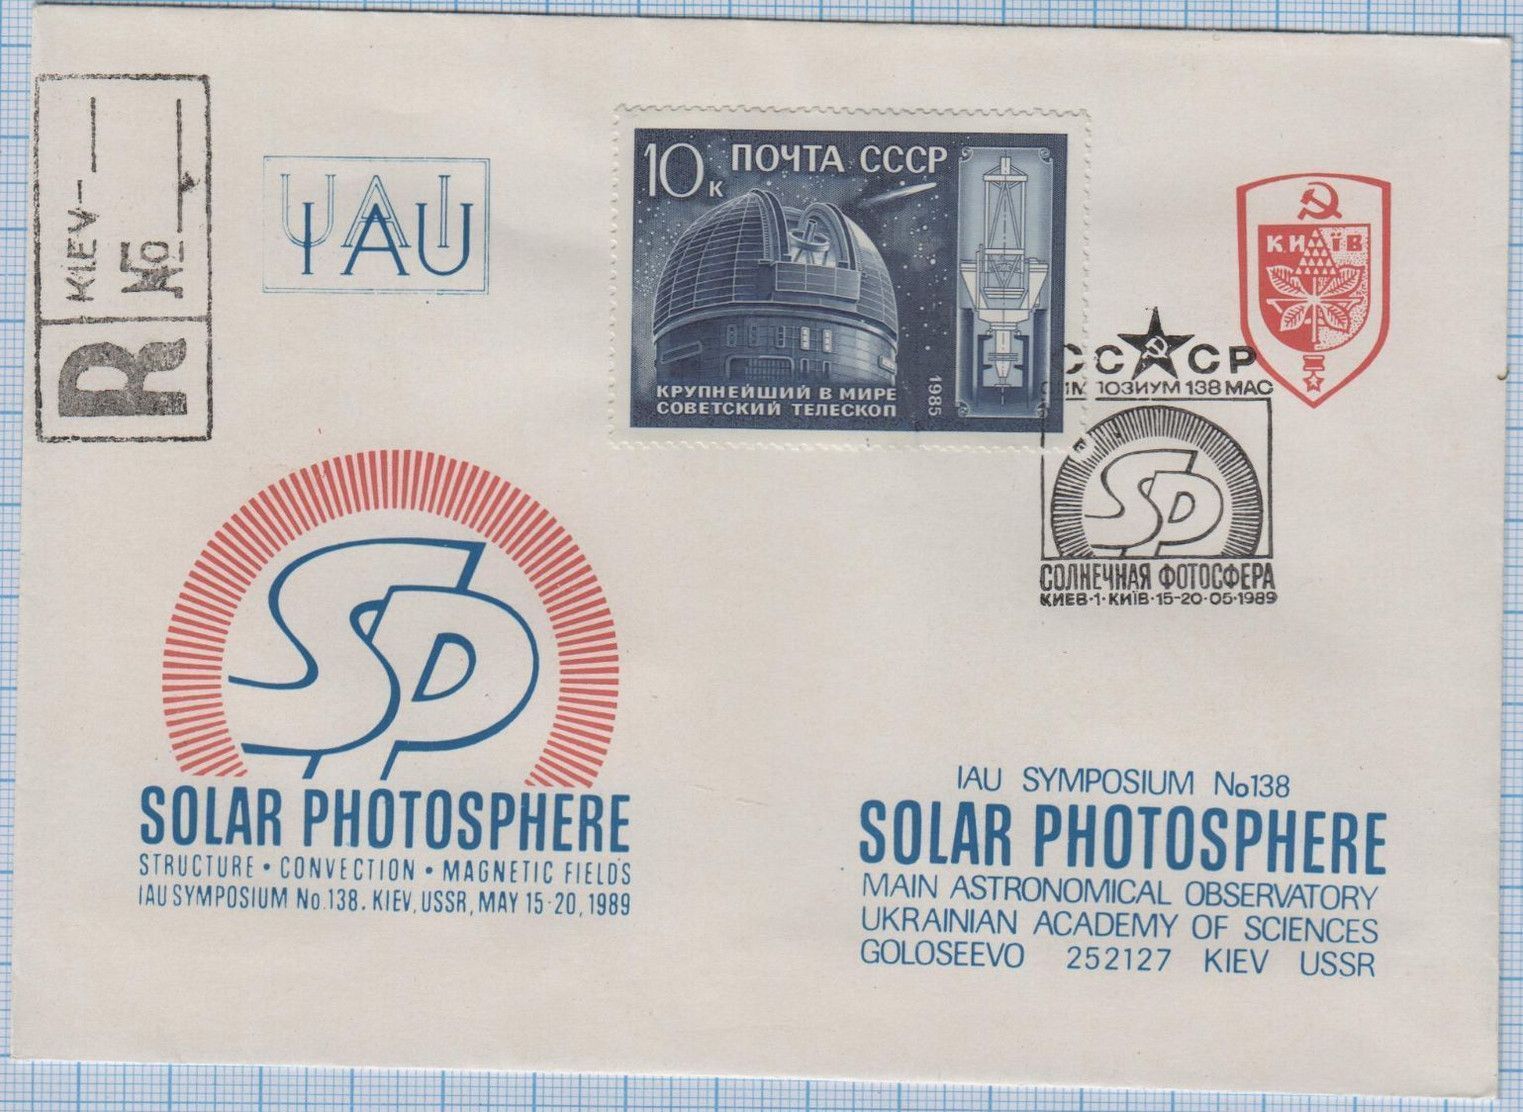 KIEV-
No
R
UAI
IAU
10 к ПОЧТА СССР
КРУПНЕЙШИЙ В МИРЕ
СОВЕТСКИЙ ТЕЛЕСКОП
1985
КИЇВ
СССР
СИМПОЗИУМ 138 МАС
SP
СОЛНЕЧНАЯ ФОТОСФЕРА
КИЕВ·1·КИЇВ·15-20·05·1989
SP
SOLAR PHOTOSPHERE
STRUCTURE • CONVECTION • MAGNETIC FIELDS
IAU SYMPOSIUM No.138. KIEV, USSR, MAY 15-20, 1989
IAU SYMPOSIUM No138
SOLAR PHOTOSPHERE
MAIN ASTRONOMICAL OBSERVATORY
UKRAINIAN ACADEMY OF SCIENCES
GOLOSEEVO 252127 KIEV USSR